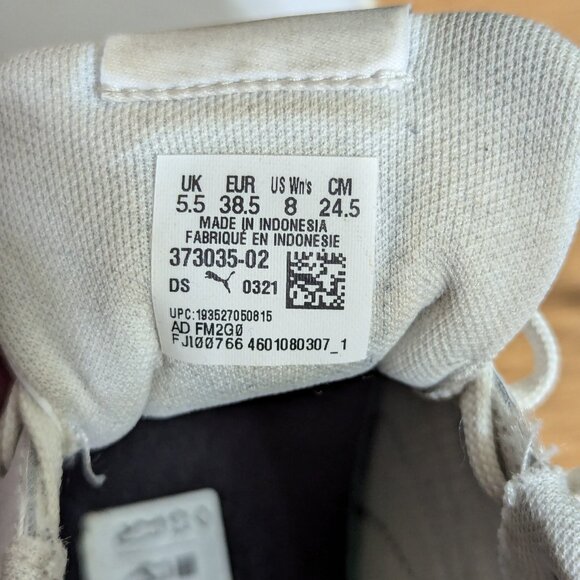 UK EUR US Wn's CM
5.5 38.5 8 24.5
MADE IN INDONESIA
FABRIQUÉ EN INDONESIE
373035-02
DS 0321
UPC:193527050815
AD FM2G0
FJ100766 4601080307_1